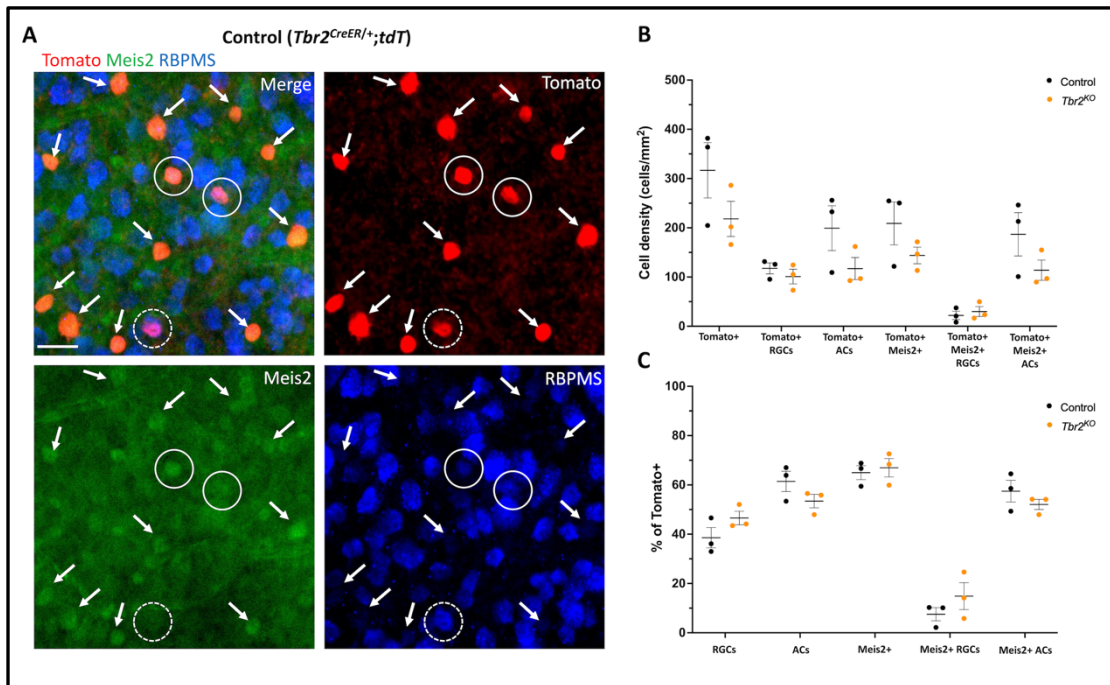 A
Control (Tbr2CreER/+;tdT)
Tomato Meis2 RBPMS
Merge
Tomato
Meis2
RBPMS
B
Cell density (cells/mm2)
500
400
300
200
100
0
Control
Tbr2KO
Tomato+
Tomato+ RGCs
Tomato+ ACs
Tomato+ Meis2+
Tomato+ Meis2+ RGCs
Tomato+ Meis2+ ACs
C
% of Tomato+
100
80
60
40
20
0
Control
Tbr2KO
RGCs
ACs
Meis2+
Meis2+ RGCs
Meis2+ ACs